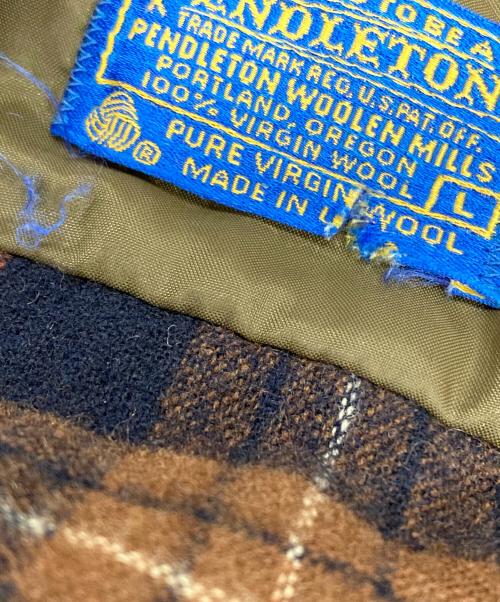 TO BE A
PENDLETON
TRADE MARK REG. U.S. PAT. OFF.
PENDLETON WOOLEN MILLS
PORTLAND, OREGON
100% VIRGIN WOOL
L
®
PURE VIRGIN WOOL
MADE IN U